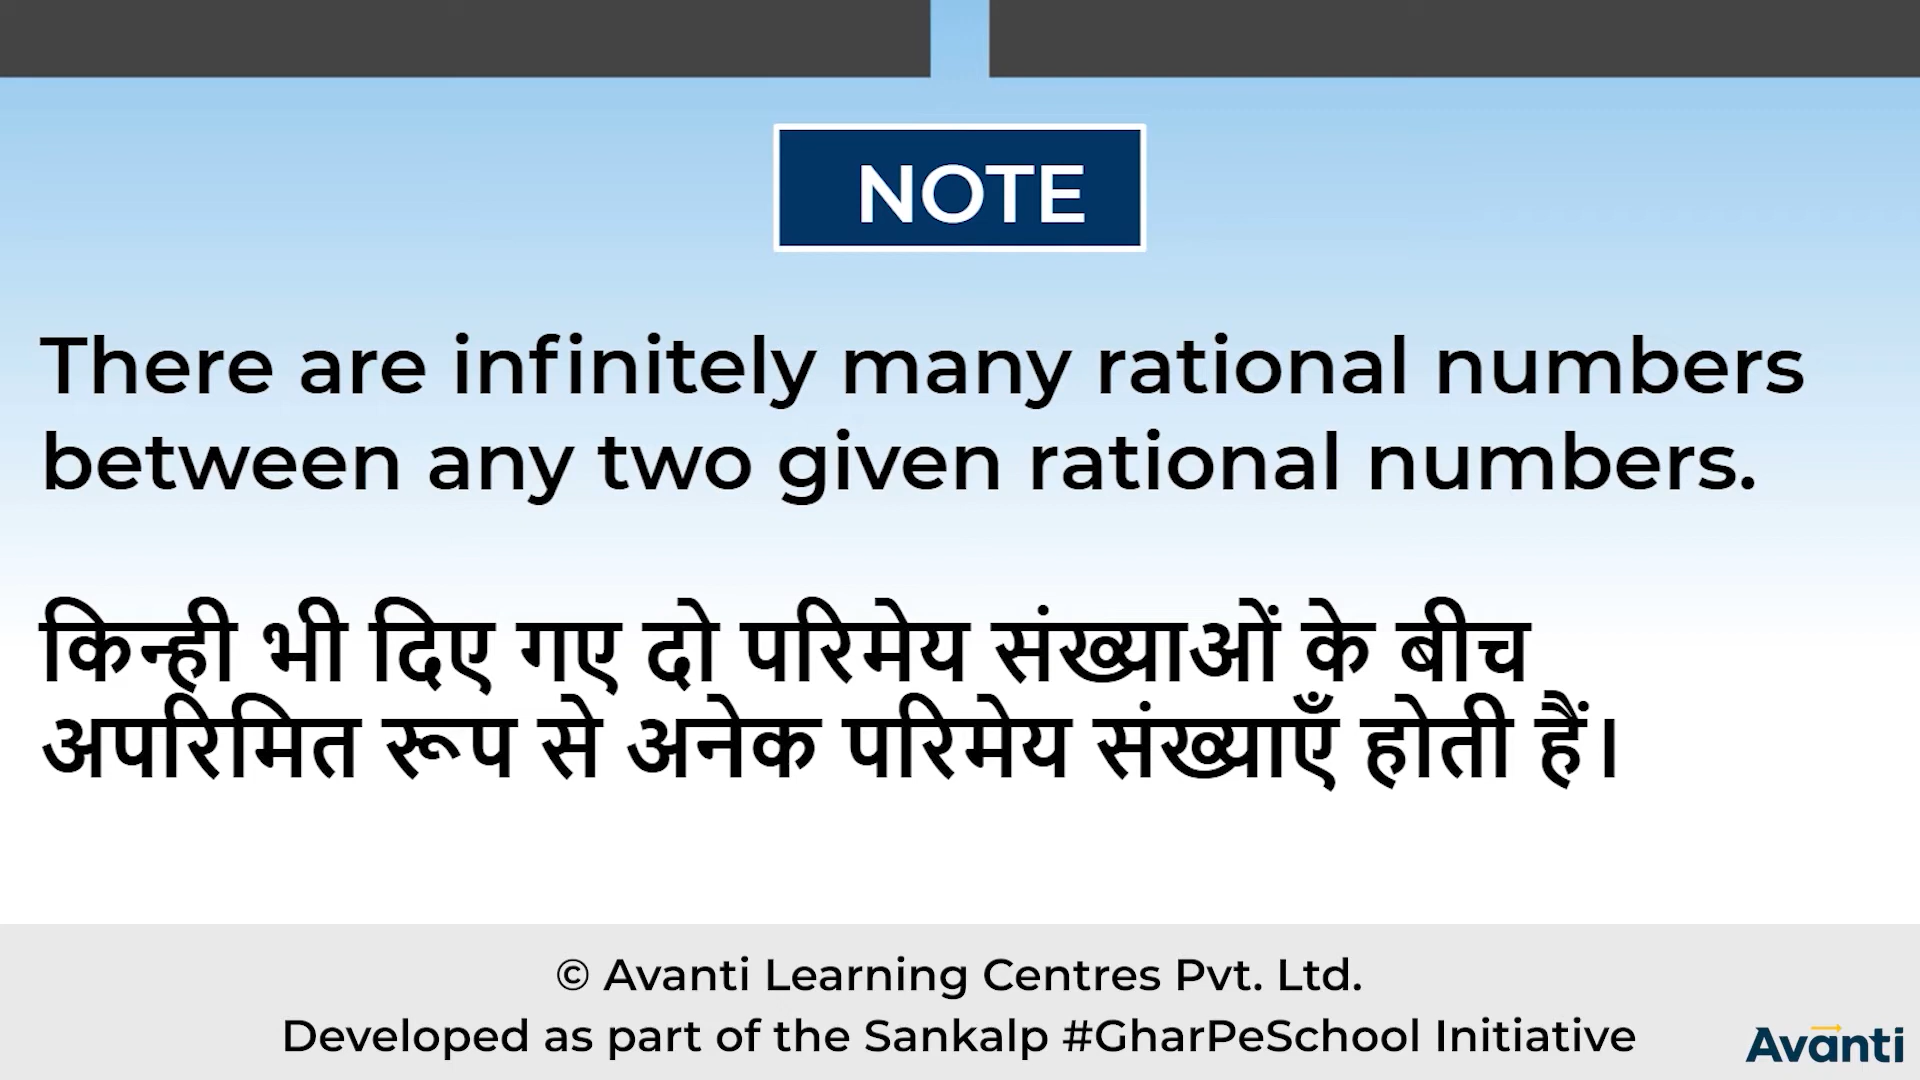 NOTE
There are infinitely many rational numbers
between any two given rational numbers.
किन्ही भी दिए गए दो परिमेय संख्याओं के बीच
अपरिमित रूप से अनेक परिमेय संख्याएँ होती हैं।
© Avanti Learning Centres Pvt. Ltd.
Developed as part of the Sankalp #GharPeSchool Initiative
Avanti